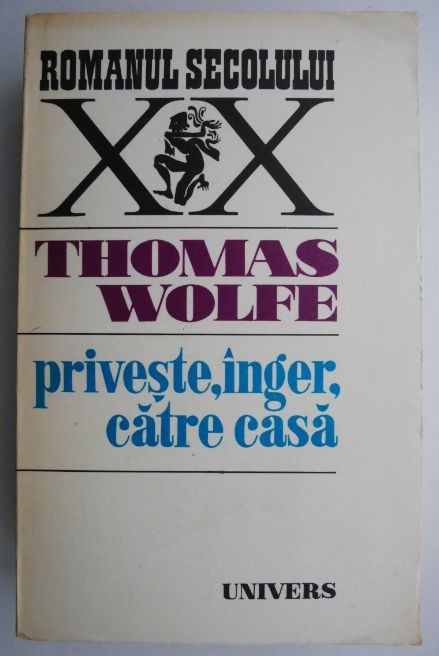 ROMANUL SECOLULUI
XX
THOMAS
WOLFE
privește, înger,
către casă
UNIVERS